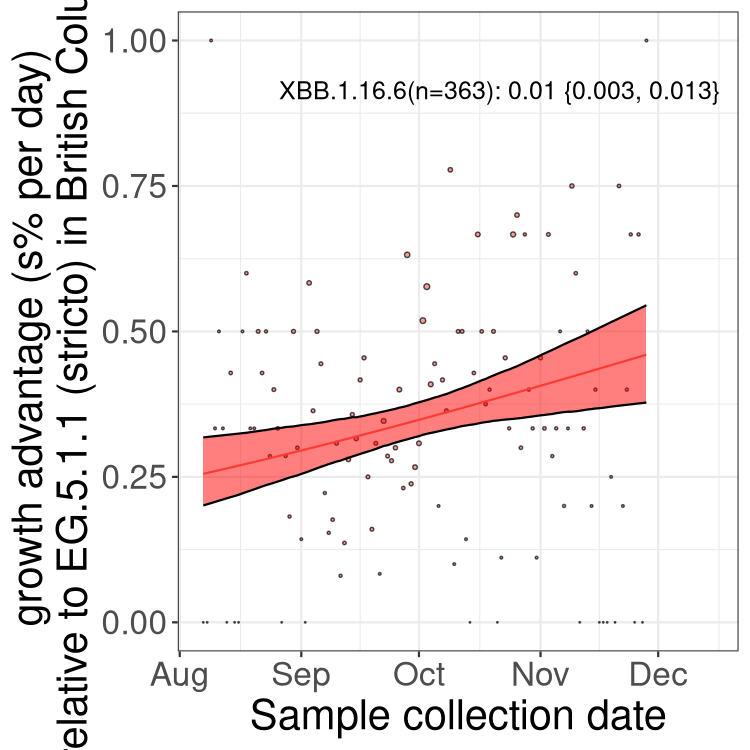 growth advantage (s% per day)
relative to EG.5.1.1 (stricto) in British Colu
1.00
0.75
0.50
0.25
0.00
XBB.1.16.6(n=363): 0.01 {0.003, 0.013}
Aug Sep Oct Nov Dec
Sample collection date